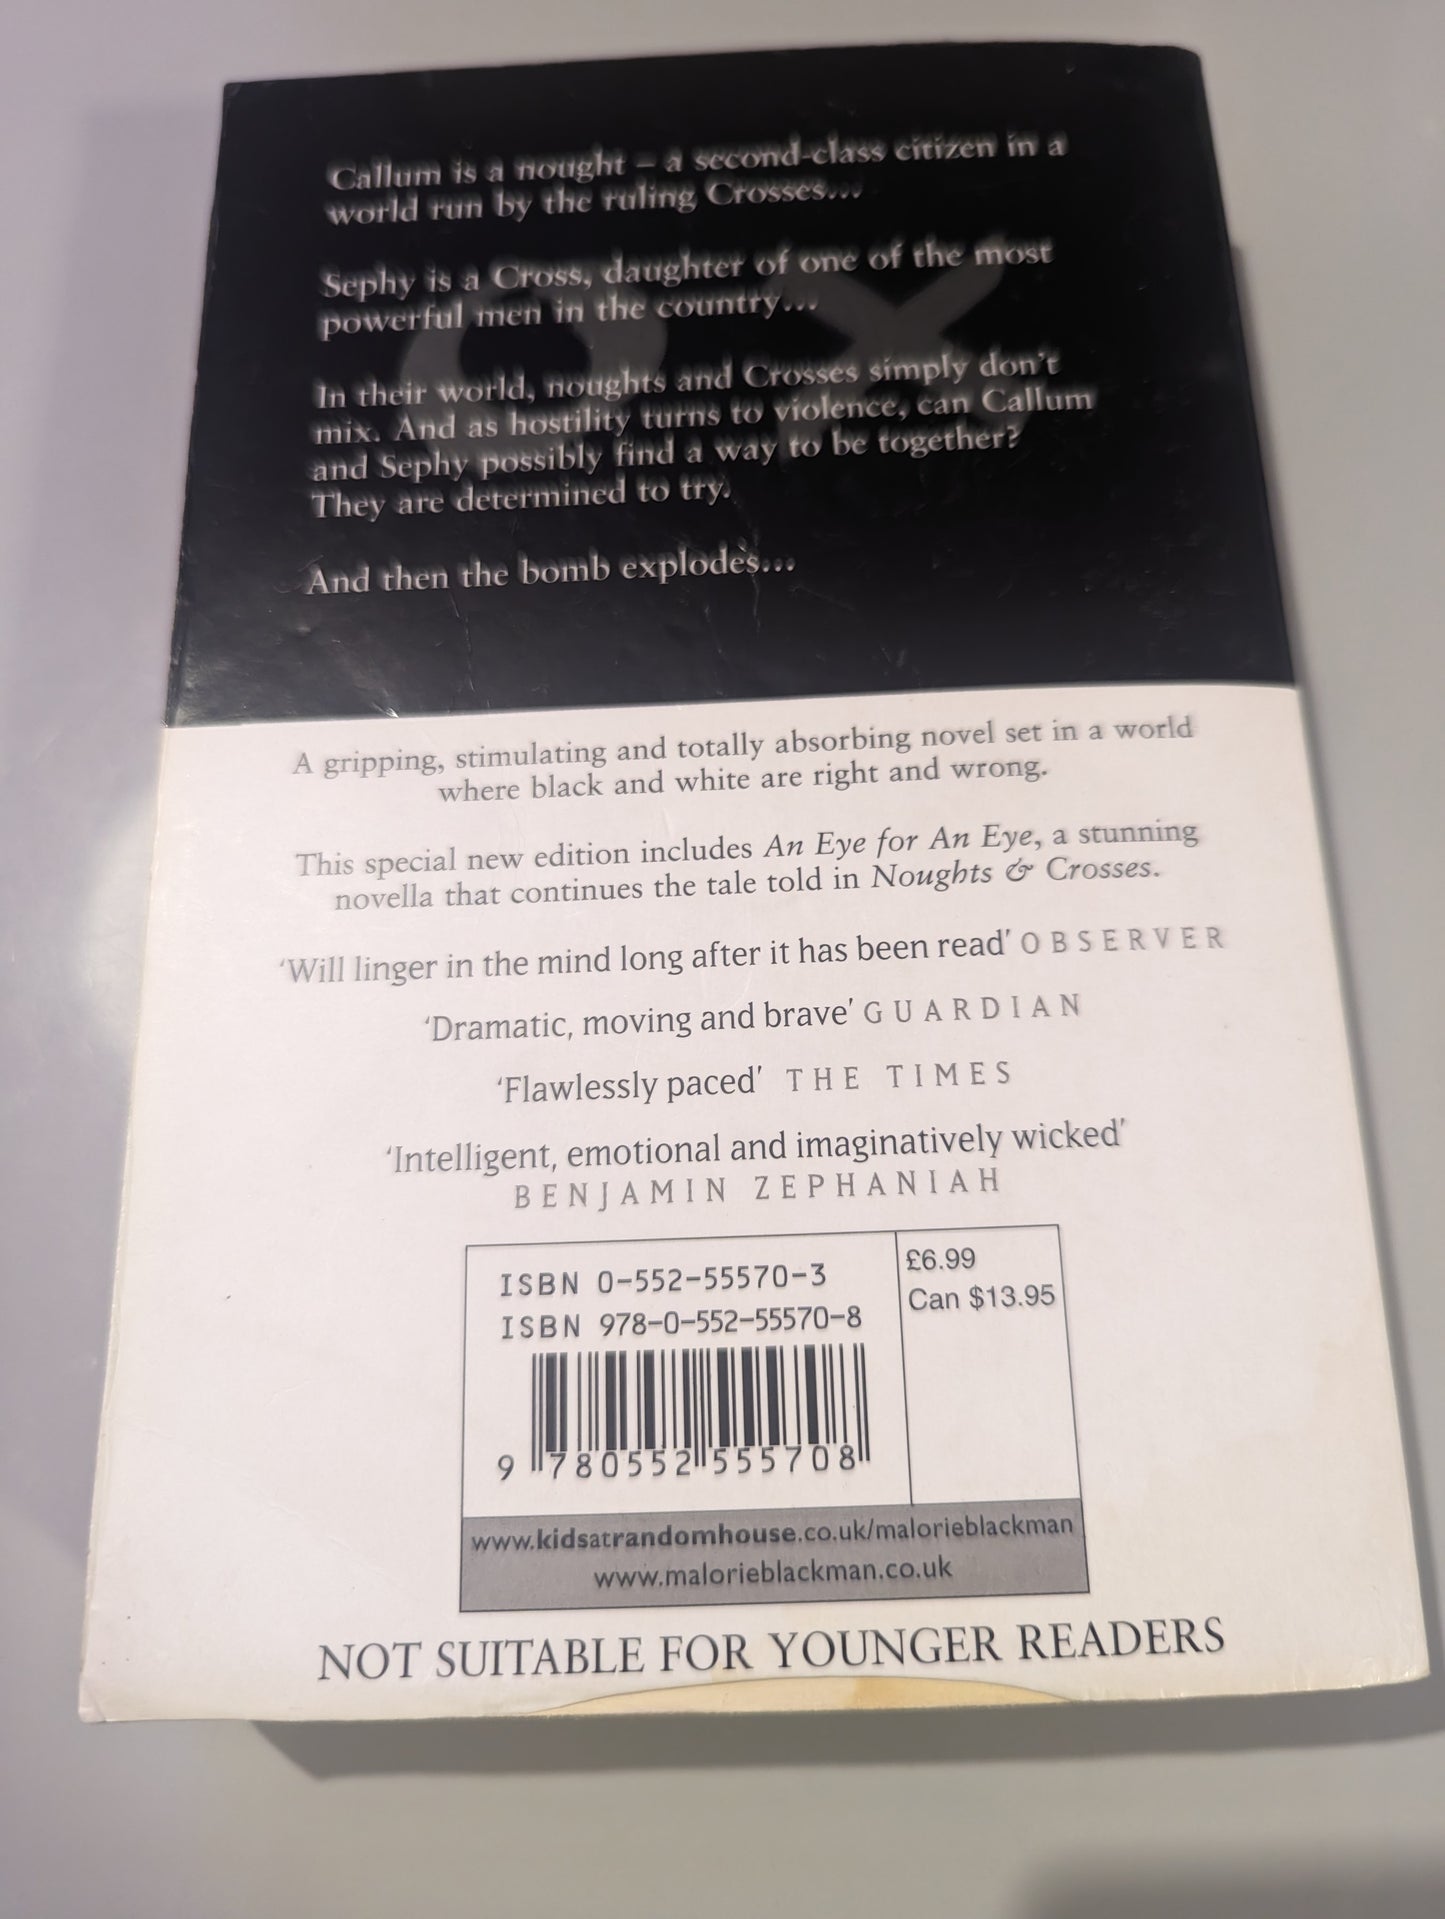 Callum is a nought – a second-class citizen in a
world run by the ruling Crosses...
Sephy is a Cross, daughter of one of the most
powerful men in the country...
In their world, noughts and Crosses simply don't
mix. And as hostility turns to violence, can Callum
and Sephy possibly find a way to be together?
They are determined to try.
And then the bomb explodes...
A gripping, stimulating and totally absorbing novel set in a world
where black and white are right and wrong.
This special new edition includes An Eye for An Eye, a stunning
novella that continues the tale told in Noughts & Crosses.
'Will linger in the mind long after it has been read' OBSERVER
'Dramatic, moving and brave' GUARDIAN
'Flawlessly paced' THE TIMES
'Intelligent, emotional and imaginatively wicked'
BENJAMIN ZEPHANIAH
ISBN 0-552-55570-3
ISBN 978-0-552-55570-8
£6.99
Can $13.95
9 780552 555708
www.kidsatrandomhouse.co.uk/malorieblackman
www.malorieblackman.co.uk
NOT SUITABLE FOR YOUNGER READERS